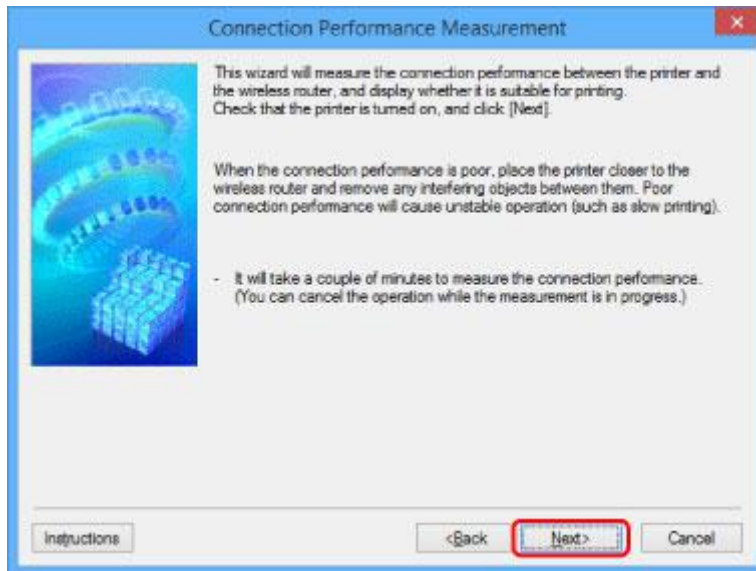 Connection Performance Measurement
This wizard will measure the connection performance between the printer and
the wireless router, and display whether it is suitable for printing.
Check that the printer is turned on, and click [Next].
When the connection performance is poor, place the printer closer to the
wireless router and remove any interfering objects between them. Poor
connection performance will cause unstable operation (such as slow printing).
- It will take a couple of minutes to measure the connection performance.
(You can cancel the operation while the measurement is in progress.)
Instructions
<Back
Next>
Cancel